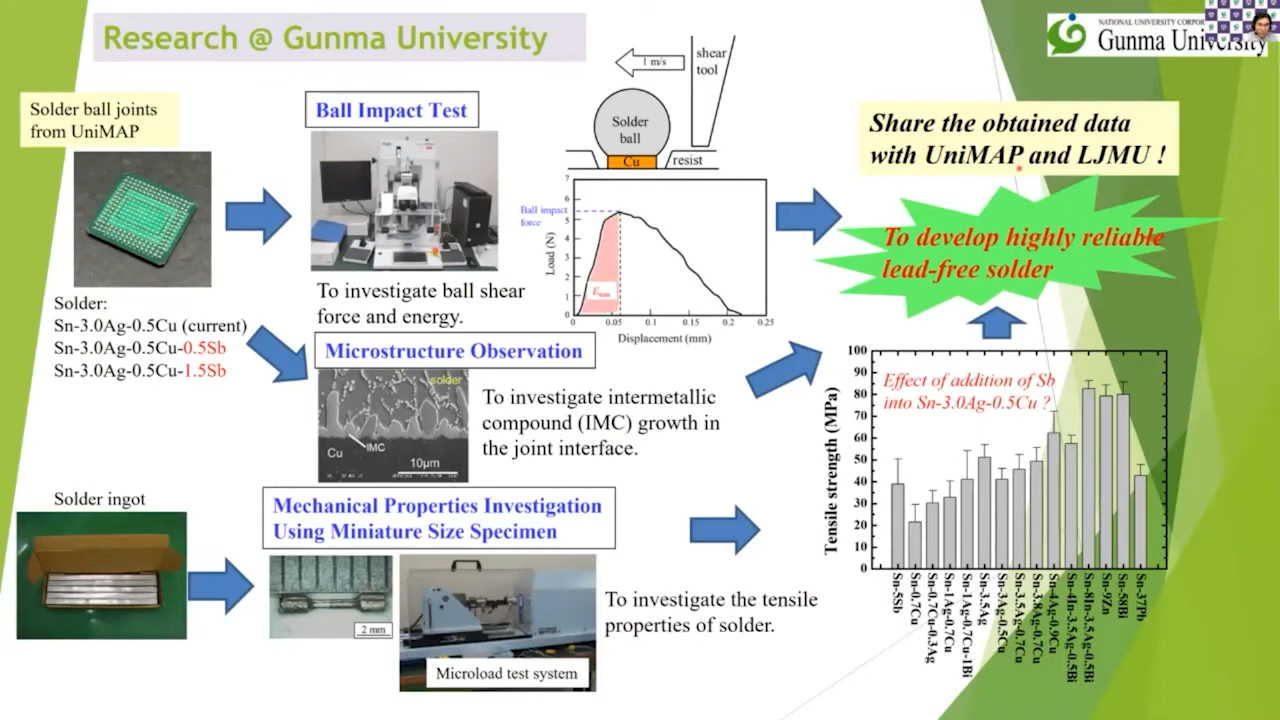 Research @ Gunma University
NATIONAL UNIVERSITY CORPOR
Gunma University
Solder ball joints
from UniMAP
Solder:
Sn-3.0Ag-0.5Cu (current)
Sn-3.0Ag-0.5Cu-0.5Sb
Sn-3.0Ag-0.5Cu-1.5Sb
Solder ingot
Ball Impact Test
To investigate ball shear
force and energy.
shear
tool
1 m/s
Solder
ball
Cu
resist
7
6
5
4
3
2
1
0
Load (N)
Ball impact
force
0
0.05
0.1
0.15
0.2
0.25
Displacement (mm)
Microstructure Observation
solder
IMC
Cu
10μm
To investigate intermetallic
compound (IMC) growth in
the joint interface.
Mechanical Properties Investigation
Using Miniature Size Specimen
2 mm
Microload test system
To investigate the tensile
properties of solder.
Share the obtained data
with UniMAP and LJMU !
To develop highly reliable
lead-free solder
Effect of addition of Sb
into Sn-3.0Ag-0.5Cu ?
Tensile strength (MPa)
100
90
80
70
60
50
40
30
20
10
0
Sn-5Sb
Sn-0.7Cu
Sn-0.7Cu-0.3Ag
Sn-1Ag-0.7Cu
Sn-1Ag-0.7Cu-1Bi
Sn-3.5Ag
Sn-3Ag-0.5Cu
Sn-3.5Ag-0.7Cu
Sn-3.8Ag-0.7Cu
Sn-4Ag-0.9Cu
Sn-4In-3.5Ag-0.5Bi
Sn-8In-3.5Ag-0.5Bi
Sn-9Zn
Sn-58Bi
Sn-37Pb